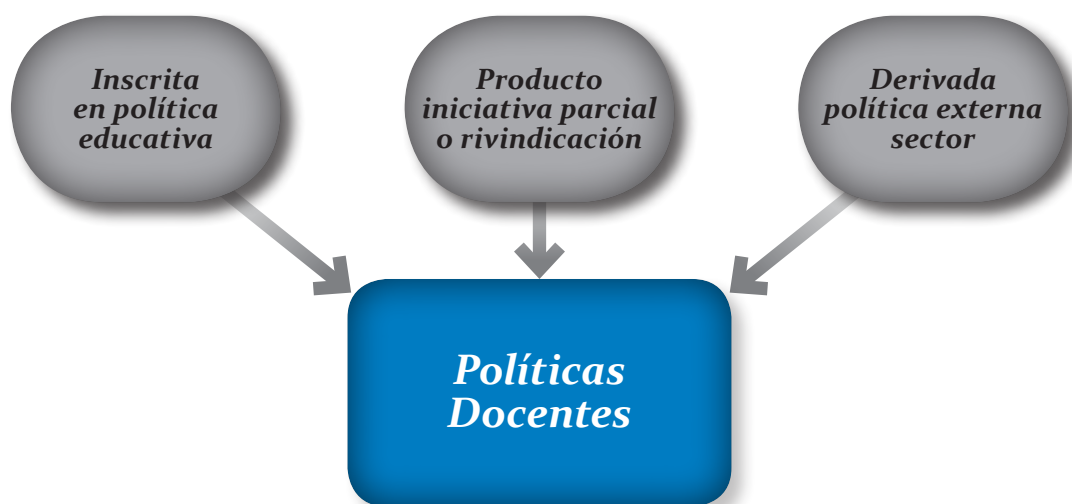 Inscrita
en política
educativa
Producto
iniciativa parcial
o rivindicación
Derivada
política externa
sector
Políticas
Docentes